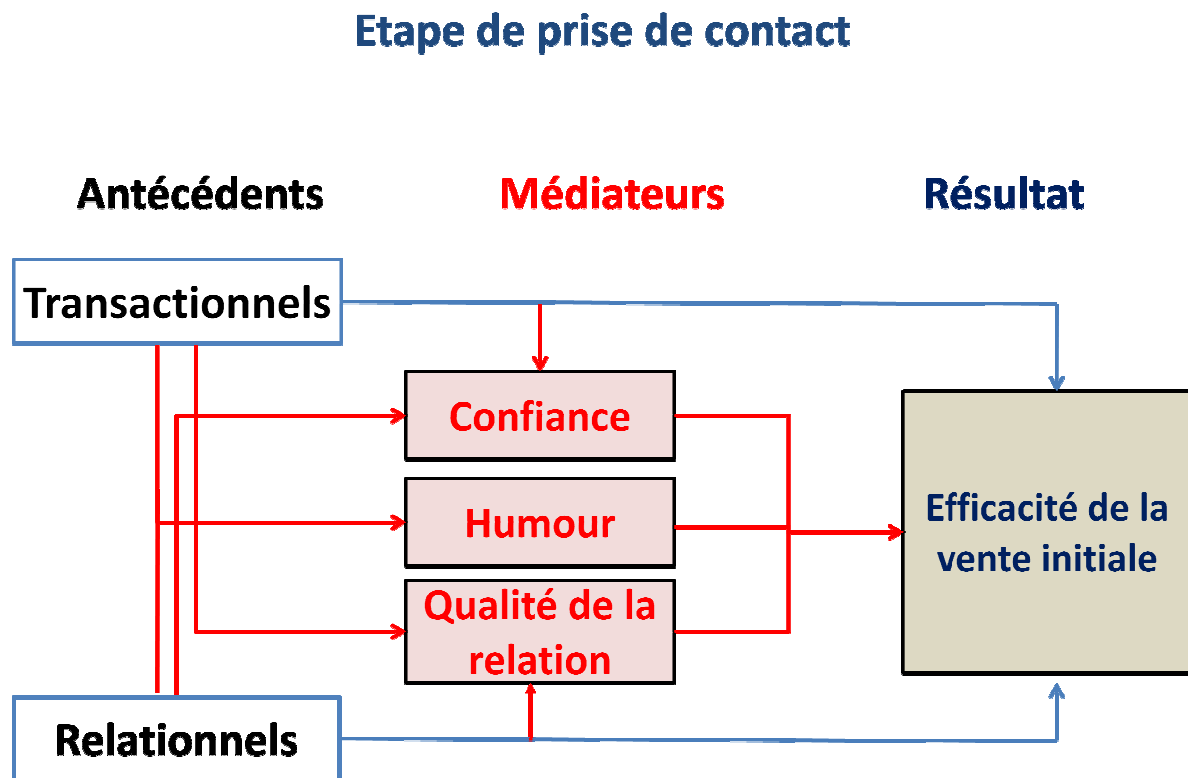 Etape de prise de contact
Antécédents
Médiateurs
Résultat
Transactionnels
Confiance
Humour
Qualité de la
relation
Efficacité de la
vente initiale
Relationnels